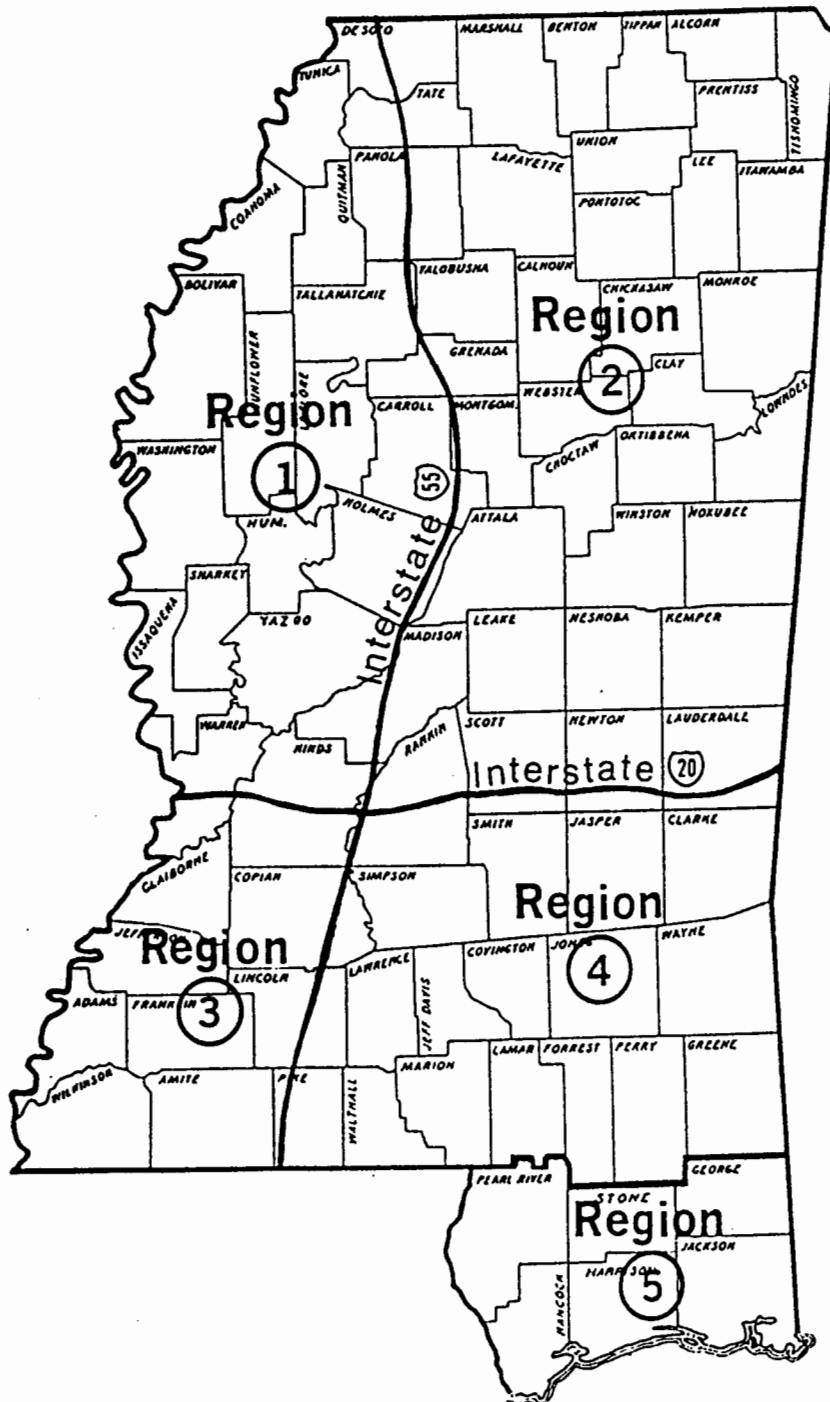 DE SOTO
MARSHALL
BENTON
TIPPAH
ALCORN
TUNICA
TATE
PRENTISS
TISHOMINGO
PANOLA
LAFAYETTE
UNION
LEE
ITAWAMBA
COAHOMA
QUITMAN
PONTOTOC
BOLIVAR
TALLAHATCHIE
YALOBUSHA
CALHOUN
CHICKASAW
MONROE
Region
2
SUNFLOWER
GRENADA
CLAY
LEFLORE
Region
1
CARROLL
MONTGOM.
WEBSTER
LOWNDES
WASHINGTON
CROCTAW
OKTIBBEHA
HUM.
HOLMES
Interstate 55
ATTALA
WINSTON
NOXUBEE
SHARKEY
ISSAQUENA
YAZOO
MADISON
LEAKE
NESHOBA
KEMPER
WARREN
HINDS
RANKIN
SCOTT
NEWTON
LAUDERDALE
Interstate 20
SMITH
JASPER
CLARKE
CLAIBORNE
COPIAH
SIMPSON
Region
4
JEFFERSON
Region
3
LINCOLN
LAWRENCE
COVINGTON
JONES
WAYNE
ADAMS
FRANKLIN
JEFF DAVIS
WILKINSON
AMITE
PIKE
WALTHALL
MARION
LAMAR
FORREST
PERRY
GREENE
PEARL RIVER
GEORGE
STONE
Region
5
JACKSON
HARRISON
HANCOCK